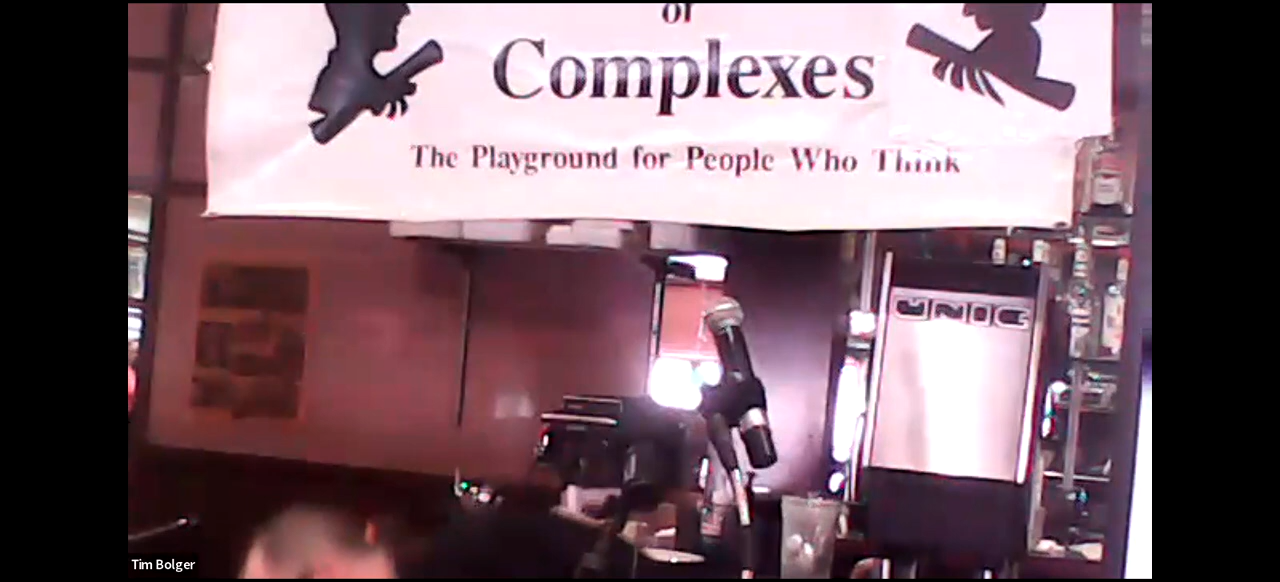 of
Complexes
The Playground for People Who Think
UNIC
Tim Bolger